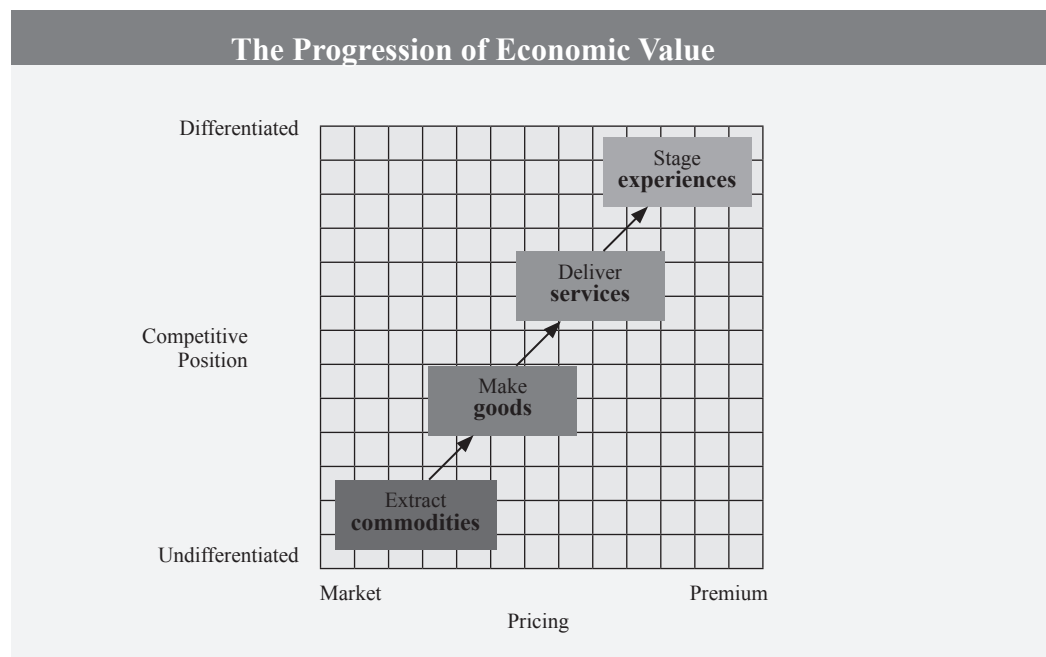 The Progression of Economic Value
Differentiated
Stage
experiences
Deliver
services
Competitive
Position
Make
goods
Extract
commodities
Undifferentiated
Market
Premium
Pricing